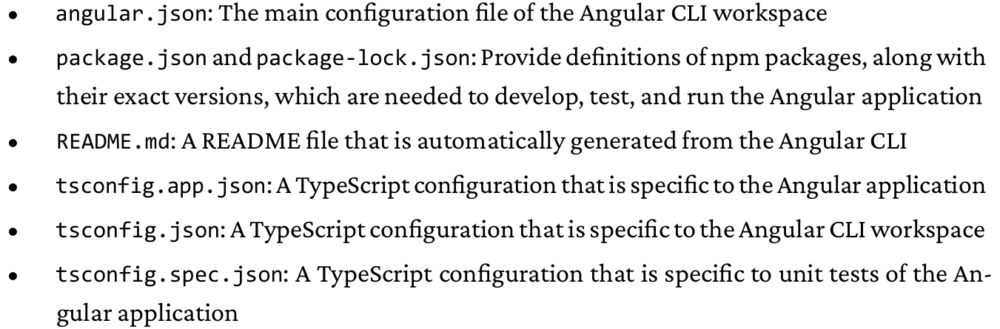 • angular.json: The main configuration file of the Angular CLI workspace
• package.json and package-lock.json: Provide definitions of npm packages, along with
their exact versions, which are needed to develop, test, and run the Angular application
• README.md: A README file that is automatically generated from the Angular CLI
• tsconfig.app.json: A TypeScript configuration that is specific to the Angular application
• tsconfig.json: A TypeScript configuration that is specific to the Angular CLI workspace
• tsconfig.spec.json: A TypeScript configuration that is specific to unit tests of the An-
gular application